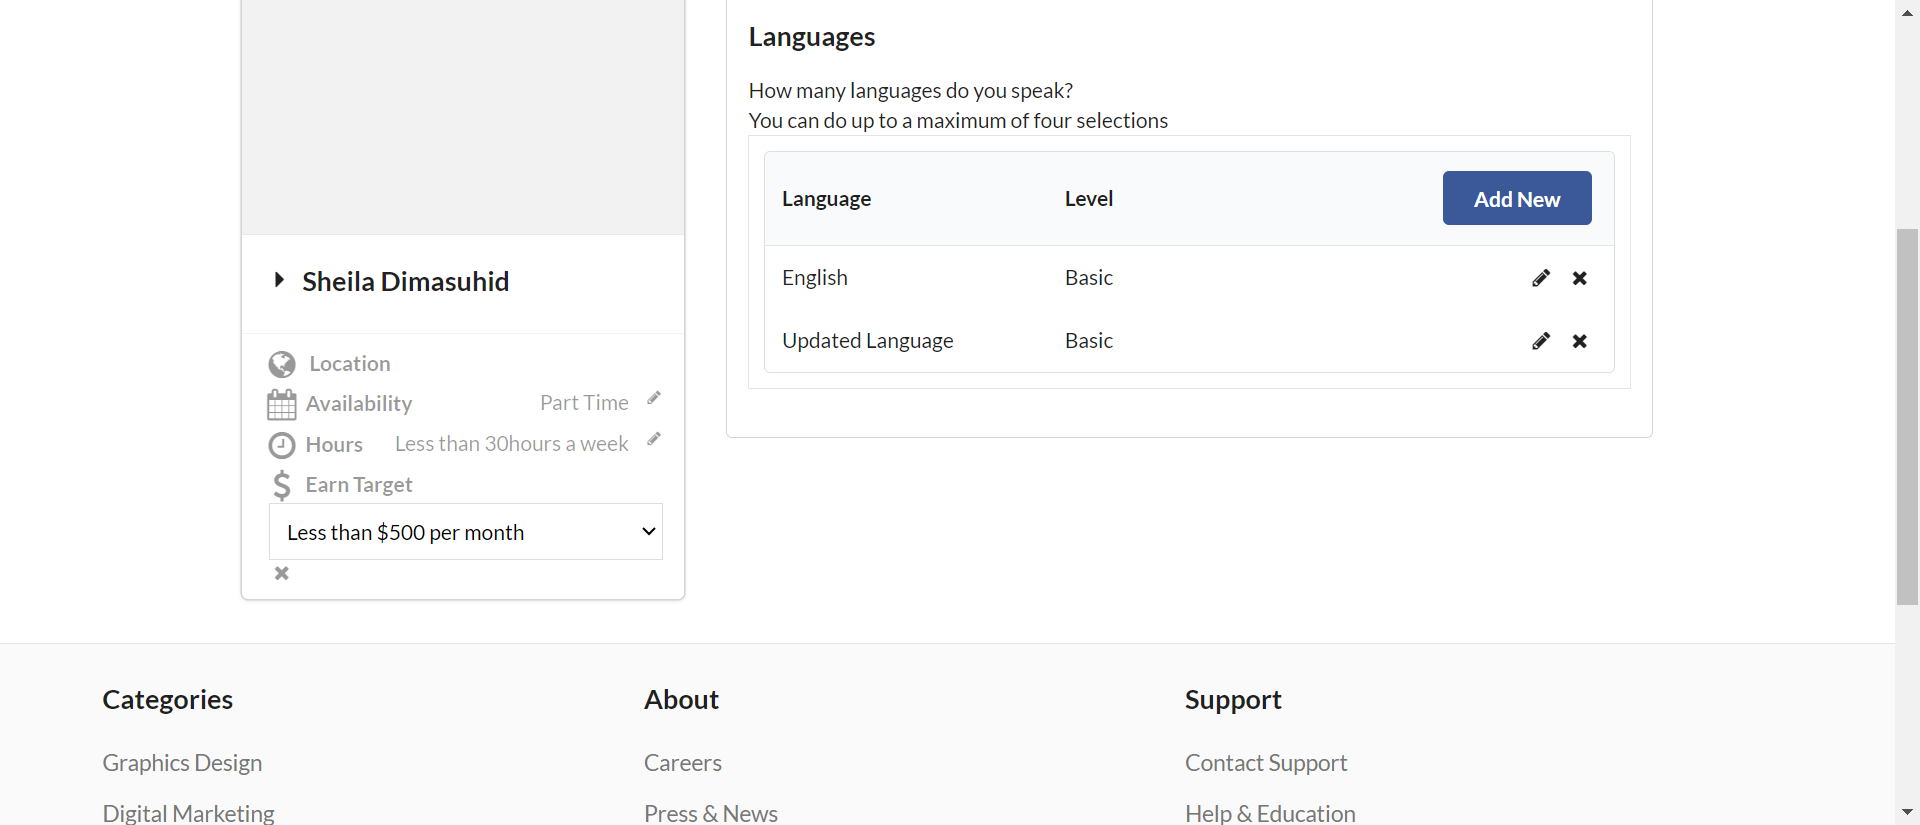 Languages
How many languages do you speak?
You can do up to a maximum of four selections
Language Level Add New
English Basic
Updated Language Basic
Sheila Dimasuhid
Location
Availability Part Time
Hours Less than 30hours a week
Earn Target
Less than $500 per month
Categories About Support
Graphics Design Careers Contact Support
Digital Marketing Press & News Help & Education